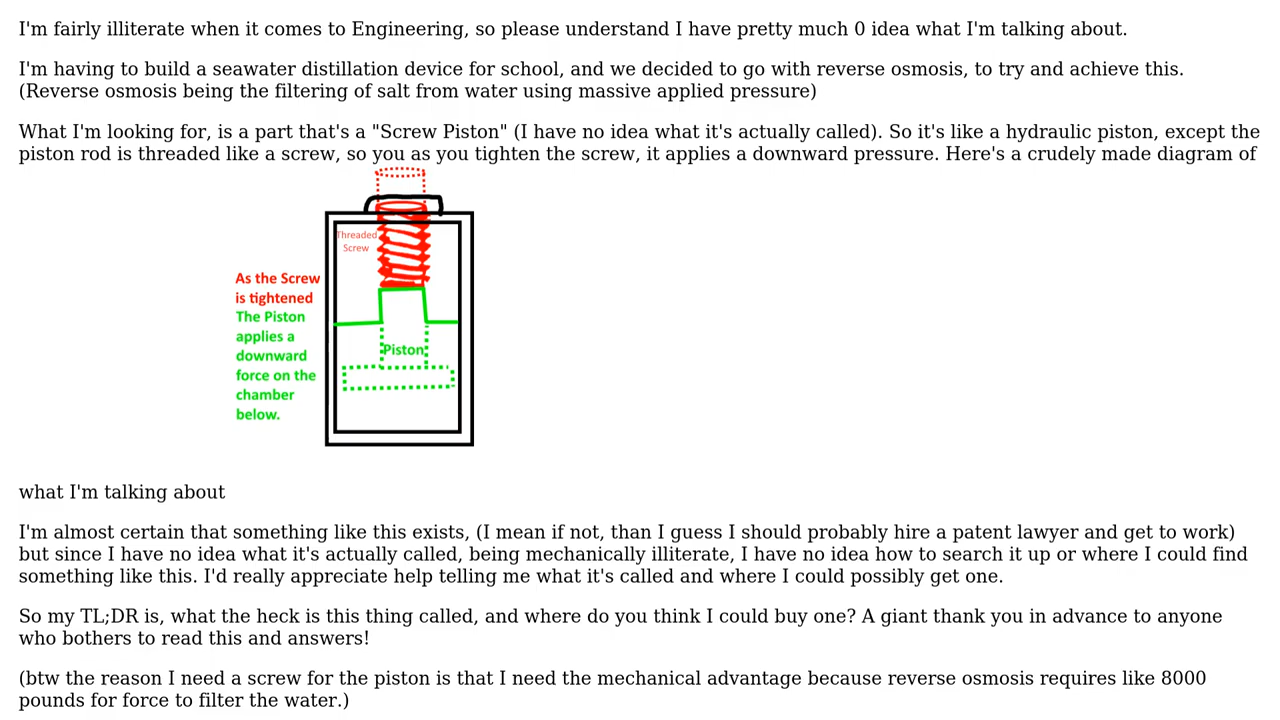 I'm fairly illiterate when it comes to Engineering, so please understand I have pretty much 0 idea what I'm talking about.
I'm having to build a seawater distillation device for school, and we decided to go with reverse osmosis, to try and achieve this.
(Reverse osmosis being the filtering of salt from water using massive applied pressure)
What I'm looking for, is a part that's a "Screw Piston" (I have no idea what it's actually called). So it's like a hydraulic piston, except the
piston rod is threaded like a screw, so you as you tighten the screw, it applies a downward pressure. Here's a crudely made diagram of
Threaded
Screw
As the Screw
is tightened
The Piston
applies a
downward
force on the
chamber
below.
Piston
what I'm talking about
I'm almost certain that something like this exists, (I mean if not, than I guess I should probably hire a patent lawyer and get to work)
but since I have no idea what it's actually called, being mechanically illiterate, I have no idea how to search it up or where I could find
something like this. I'd really appreciate help telling me what it's called and where I could possibly get one.
So my TL;DR is, what the heck is this thing called, and where do you think I could buy one? A giant thank you in advance to anyone
who bothers to read this and answers!
(btw the reason I need a screw for the piston is that I need the mechanical advantage because reverse osmosis requires like 8000
pounds for force to filter the water.)